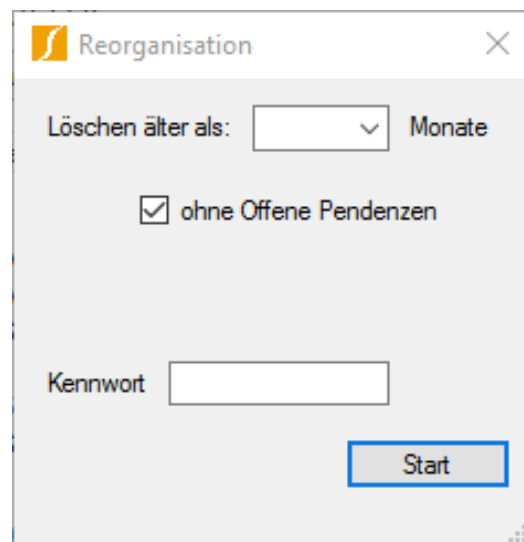 Reorganisation
Löschen älter als: Monate
ohne Offene Pendenzen
Kennwort
Start